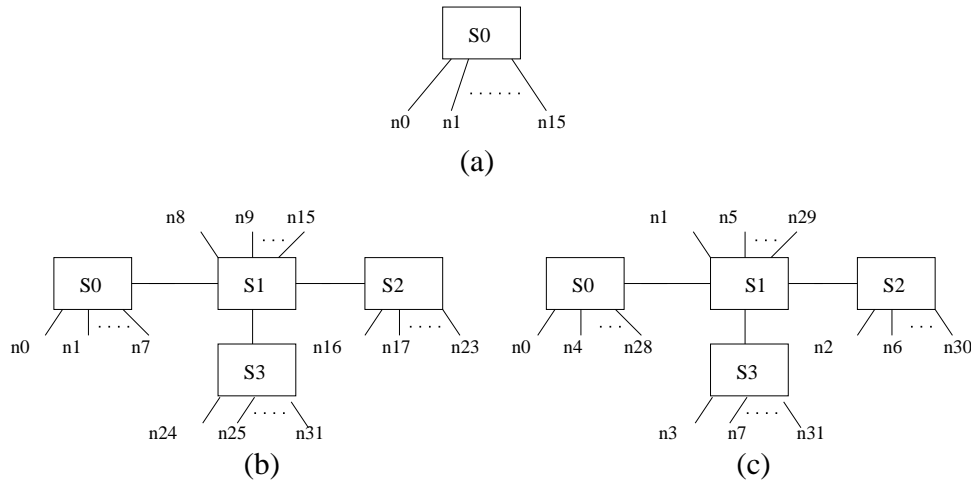 S0
n0 n1 ...... n15
(a)
n8 n9 ... n15
S0 S1 S2
n0 n1 .... n7
n16 n17 .... n23
S3
n24 n25 .... n31
(b)
n1 n5 ... n29
S0 S1 S2
n0 n4 ... n28
n2 n6 ... n30
S3
n3 n7 .... n31
(c)